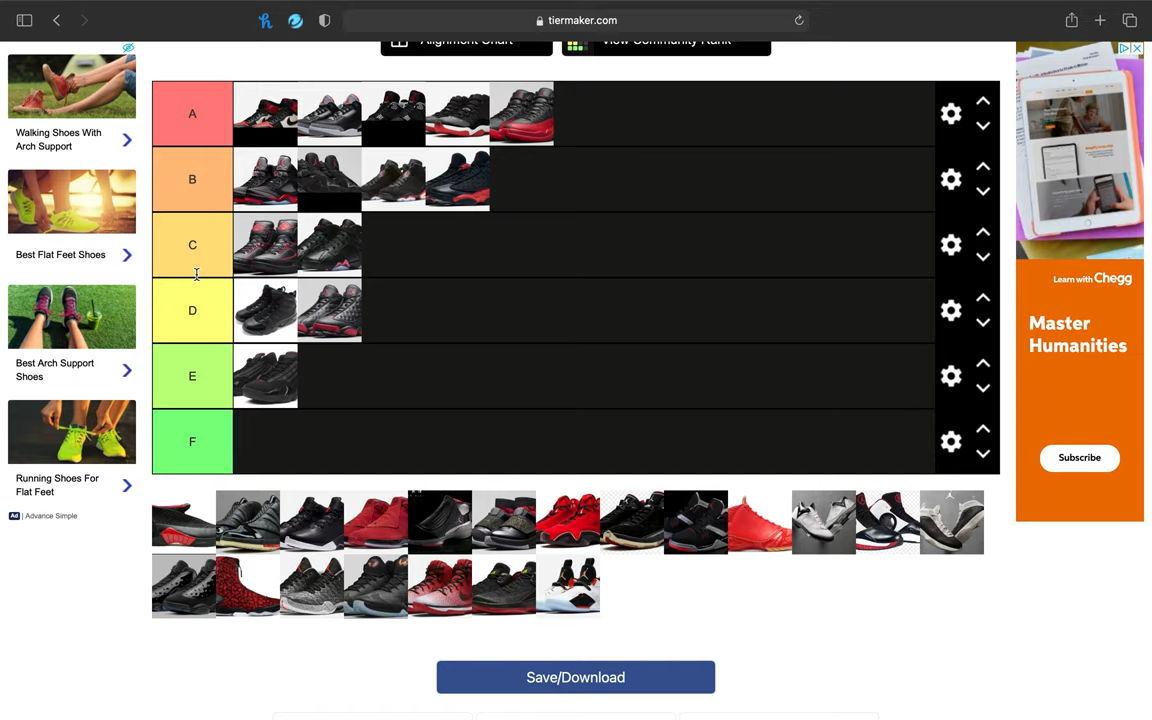 tiermaker.com
Alignment Chart
View Community Rank
Walking Shoes With
Arch Support
Best Flat Feet Shoes
Best Arch Support
Shoes
Running Shoes For
Flat Feet
Ad | Advance Simple
A
B
C
D
E
F
Learn with Chegg
Master
Humanities
Subscribe
Save/Download